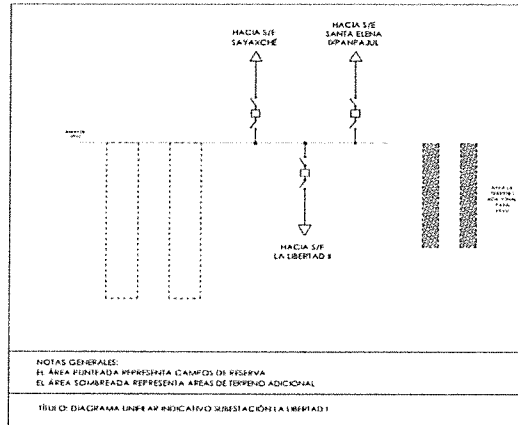 HACIA S/E
SAYAXCHÉ
HACIA S/E
SANTA ELENA
IXPANPAJUL
HACIA S/E
LA LIBERTAD II
NOTAS GENERALES:
EL ÁREA PUNTEADA REPRESENTA CAMPOS DE RESERVA
EL ÁREA SOMBREADA REPRESENTA AREAS DE TERRENO ADICIONAL
TÍTULO: DIAGRAMA UNIFILAR INDICATIVO SUBESTACIÓN LA LIBERTAD I